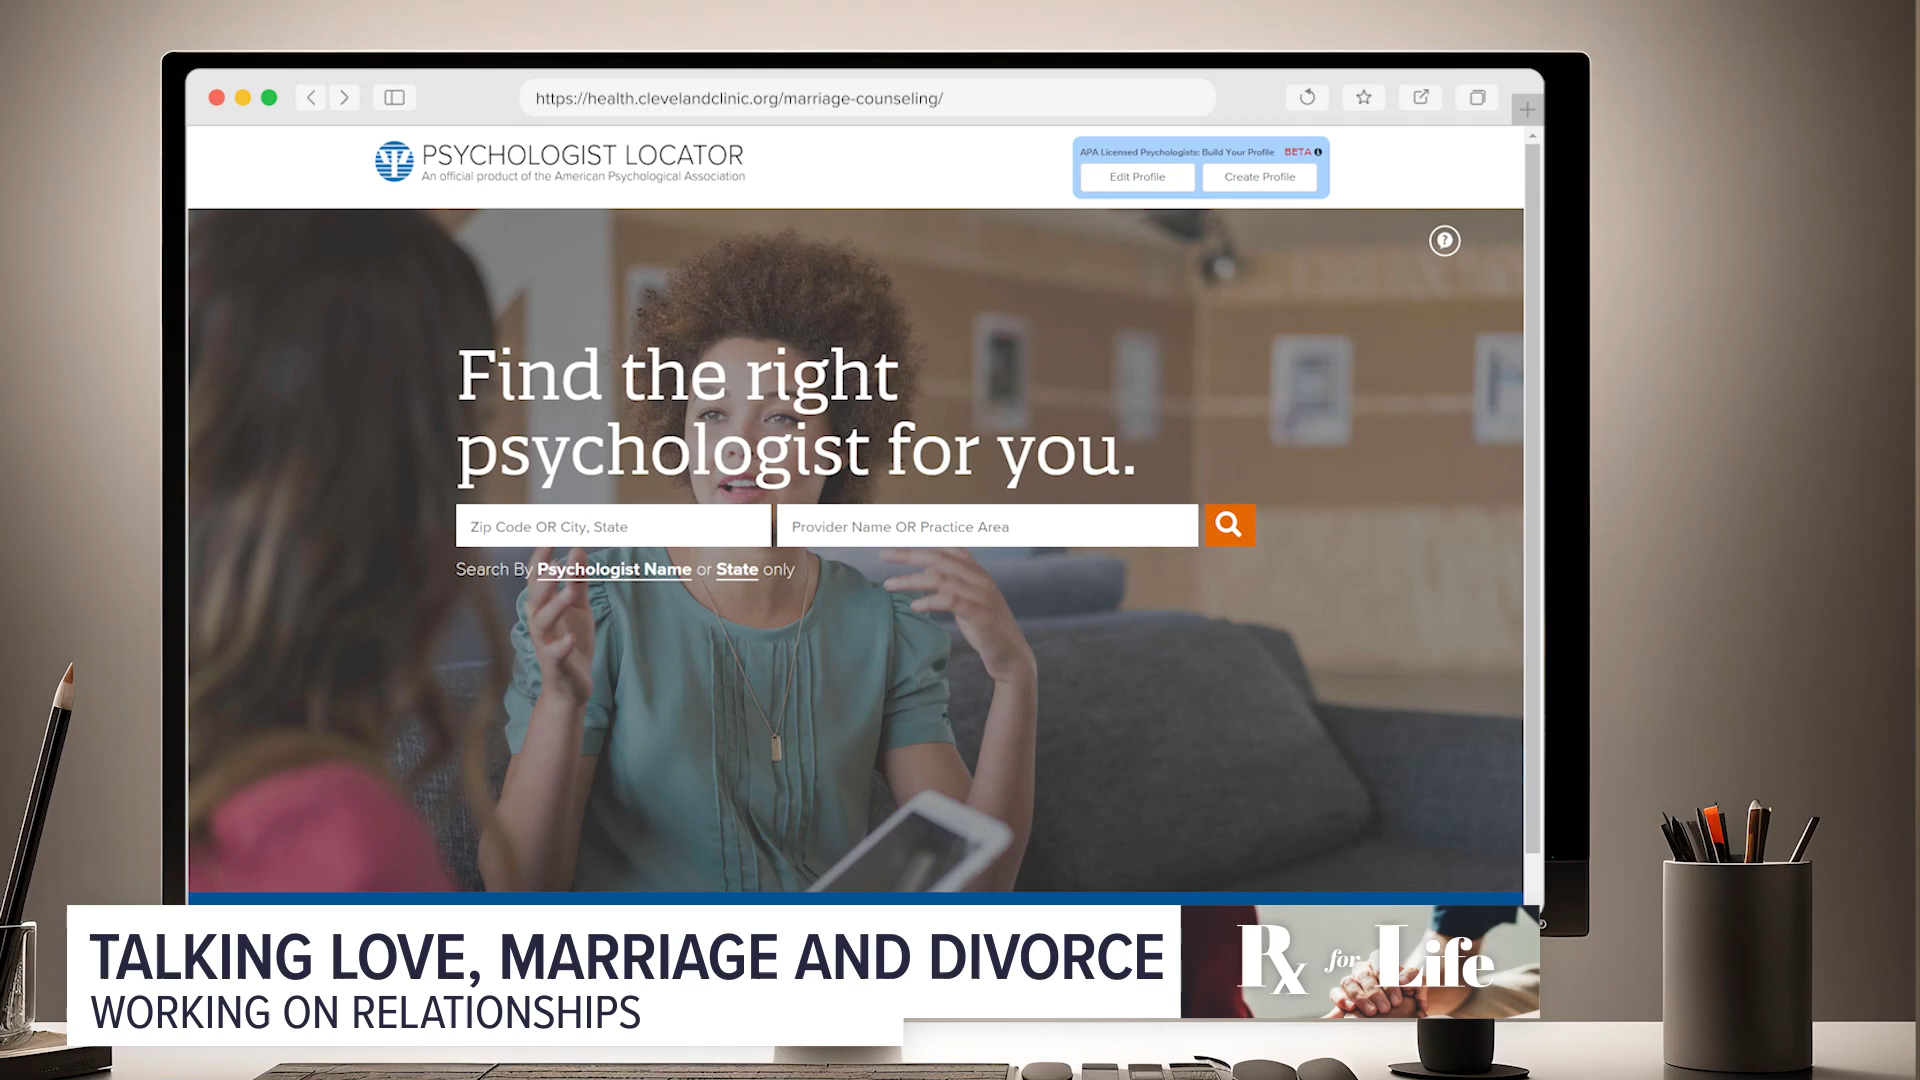 https://health.clevelandclinic.org/marriage-counseling/
PSYCHOLOGIST LOCATOR
An official product of the American Psychological Association
APA Licensed Psychologists: Build Your Profile BETA
Edit Profile Create Profile
Find the right
psychologist for you.
Zip Code OR City, State Provider Name OR Practice Area
Search By Psychologist Name or State only
TALKING LOVE, MARRIAGE AND DIVORCE
WORKING ON RELATIONSHIPS
Rx for Life